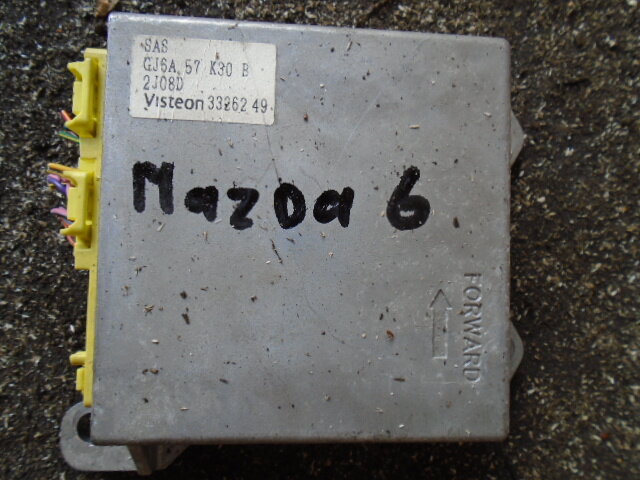 SAS
GJ6A 57 K30 B
2J08D
Visteon 33262 49
Mazda 6
FORWARD